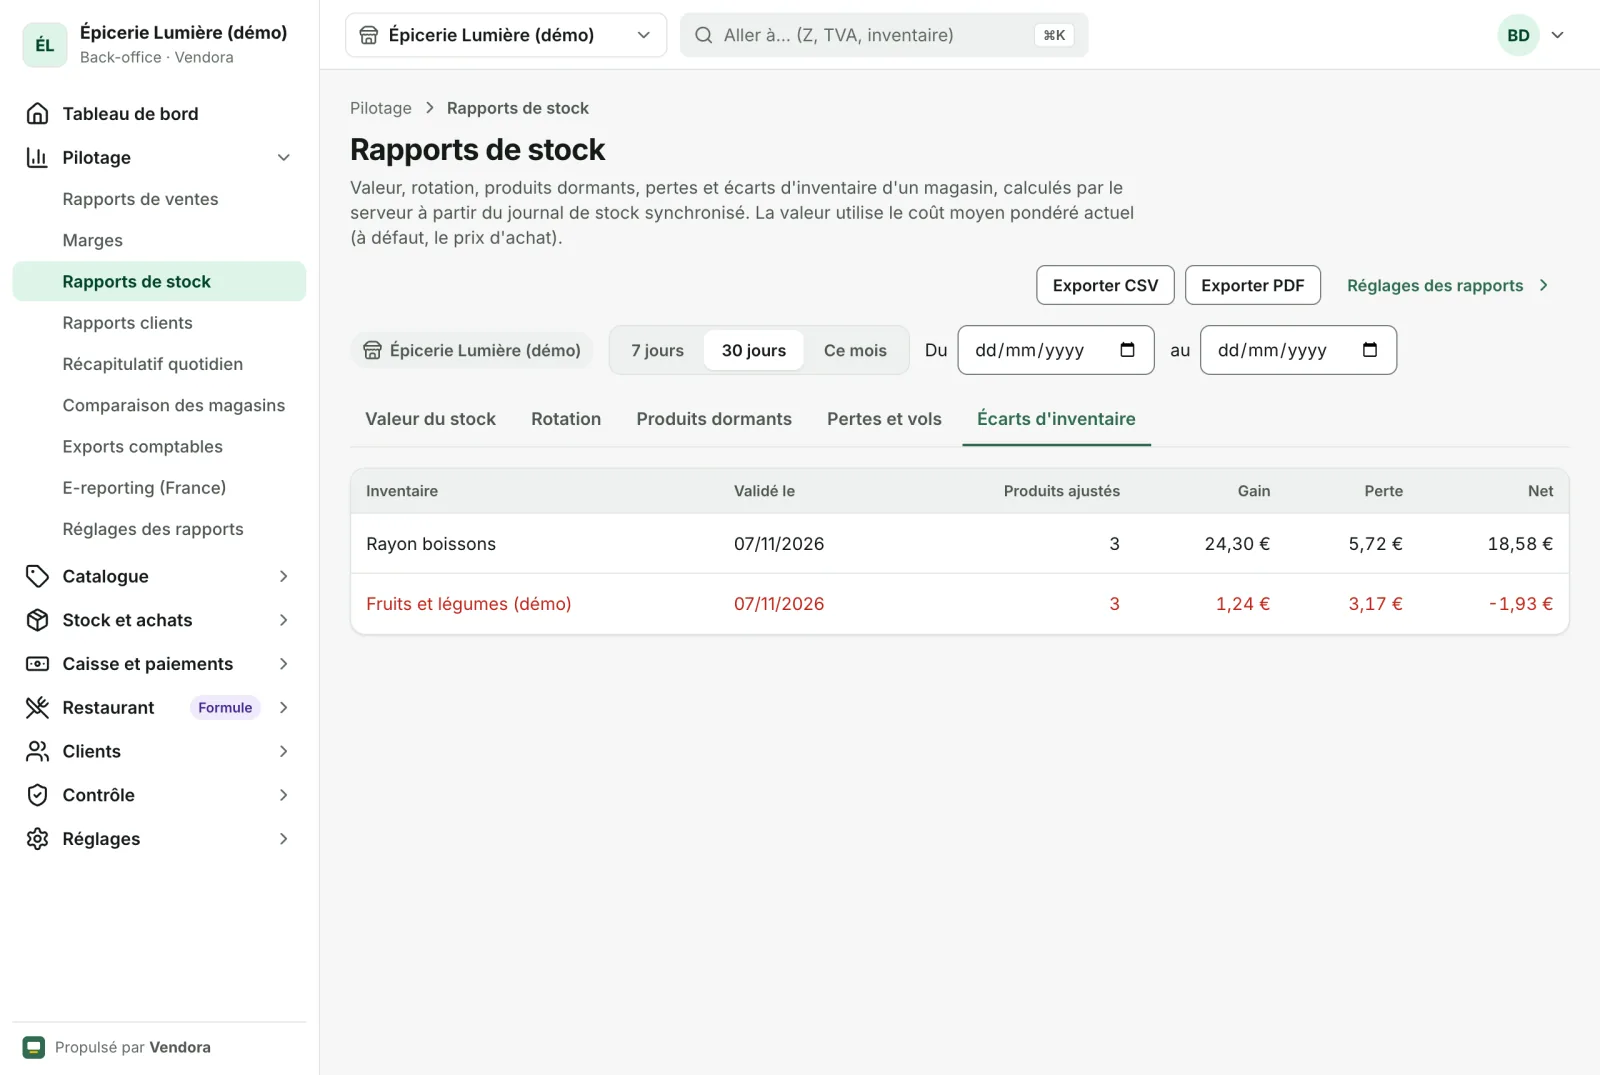 ÉL
Épicerie Lumière (démo)
Back-office · Vendora
Tableau de bord
Pilotage
Rapports de ventes
Marges
Rapports de stock
Rapports clients
Récapitulatif quotidien
Comparaison des magasins
Exports comptables
E-reporting (France)
Réglages des rapports
Catalogue
Stock et achats
Caisse et paiements
Restaurant Formule
Clients
Contrôle
Réglages
Propulsé par Vendora
Épicerie Lumière (démo)
Aller à... (Z, TVA, inventaire) ⌘K
BD
Pilotage > Rapports de stock
Rapports de stock
Valeur, rotation, produits dormants, pertes et écarts d'inventaire d'un magasin, calculés par le
serveur à partir du journal de stock synchronisé. La valeur utilise le coût moyen pondéré actuel
(à défaut, le prix d'achat).
Exporter CSV Exporter PDF Réglages des rapports
Épicerie Lumière (démo) 7 jours 30 jours Ce mois Du dd/mm/yyyy au dd/mm/yyyy
Valeur du stock Rotation Produits dormants Pertes et vols Écarts d'inventaire
Inventaire Validé le Produits ajustés Gain Perte Net
Rayon boissons 07/11/2026 3 24,30 € 5,72 € 18,58 €
Fruits et légumes (démo) 07/11/2026 3 1,24 € 3,17 € -1,93 €